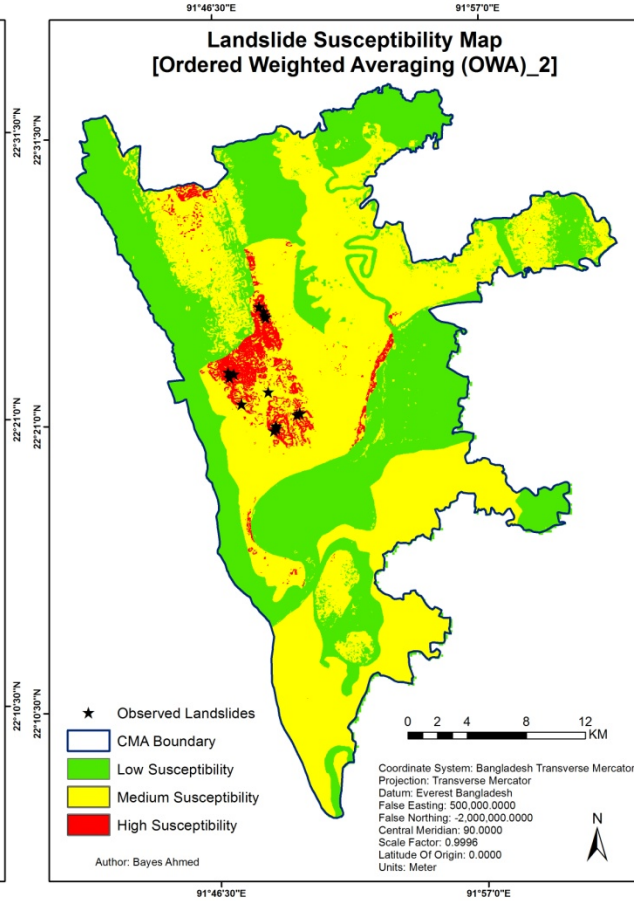 91°46'30"E
91°57'0"E
Landslide Susceptibility Map
[Ordered Weighted Averaging (OWA)_2]
22°31'30"N
22°31'30"N
22°21'0"N
22°21'0"N
22°10'30"N
22°10'30"N
Observed Landslides
CMA Boundary
Low Susceptibility
Medium Susceptibility
High Susceptibility
Author: Bayes Ahmed
0 2 4 8 12
KM
Coordinate System: Bangladesh Transverse Mercator
Projection: Transverse Mercator
Datum: Everest Bangladesh
False Easting: 500,000.0000
False Northing: -2,000,000.0000
Central Meridian: 90.0000
Scale Factor: 0.9996
Latitude Of Origin: 0.0000
Units: Meter
N
91°46'30"E
91°57'0"E